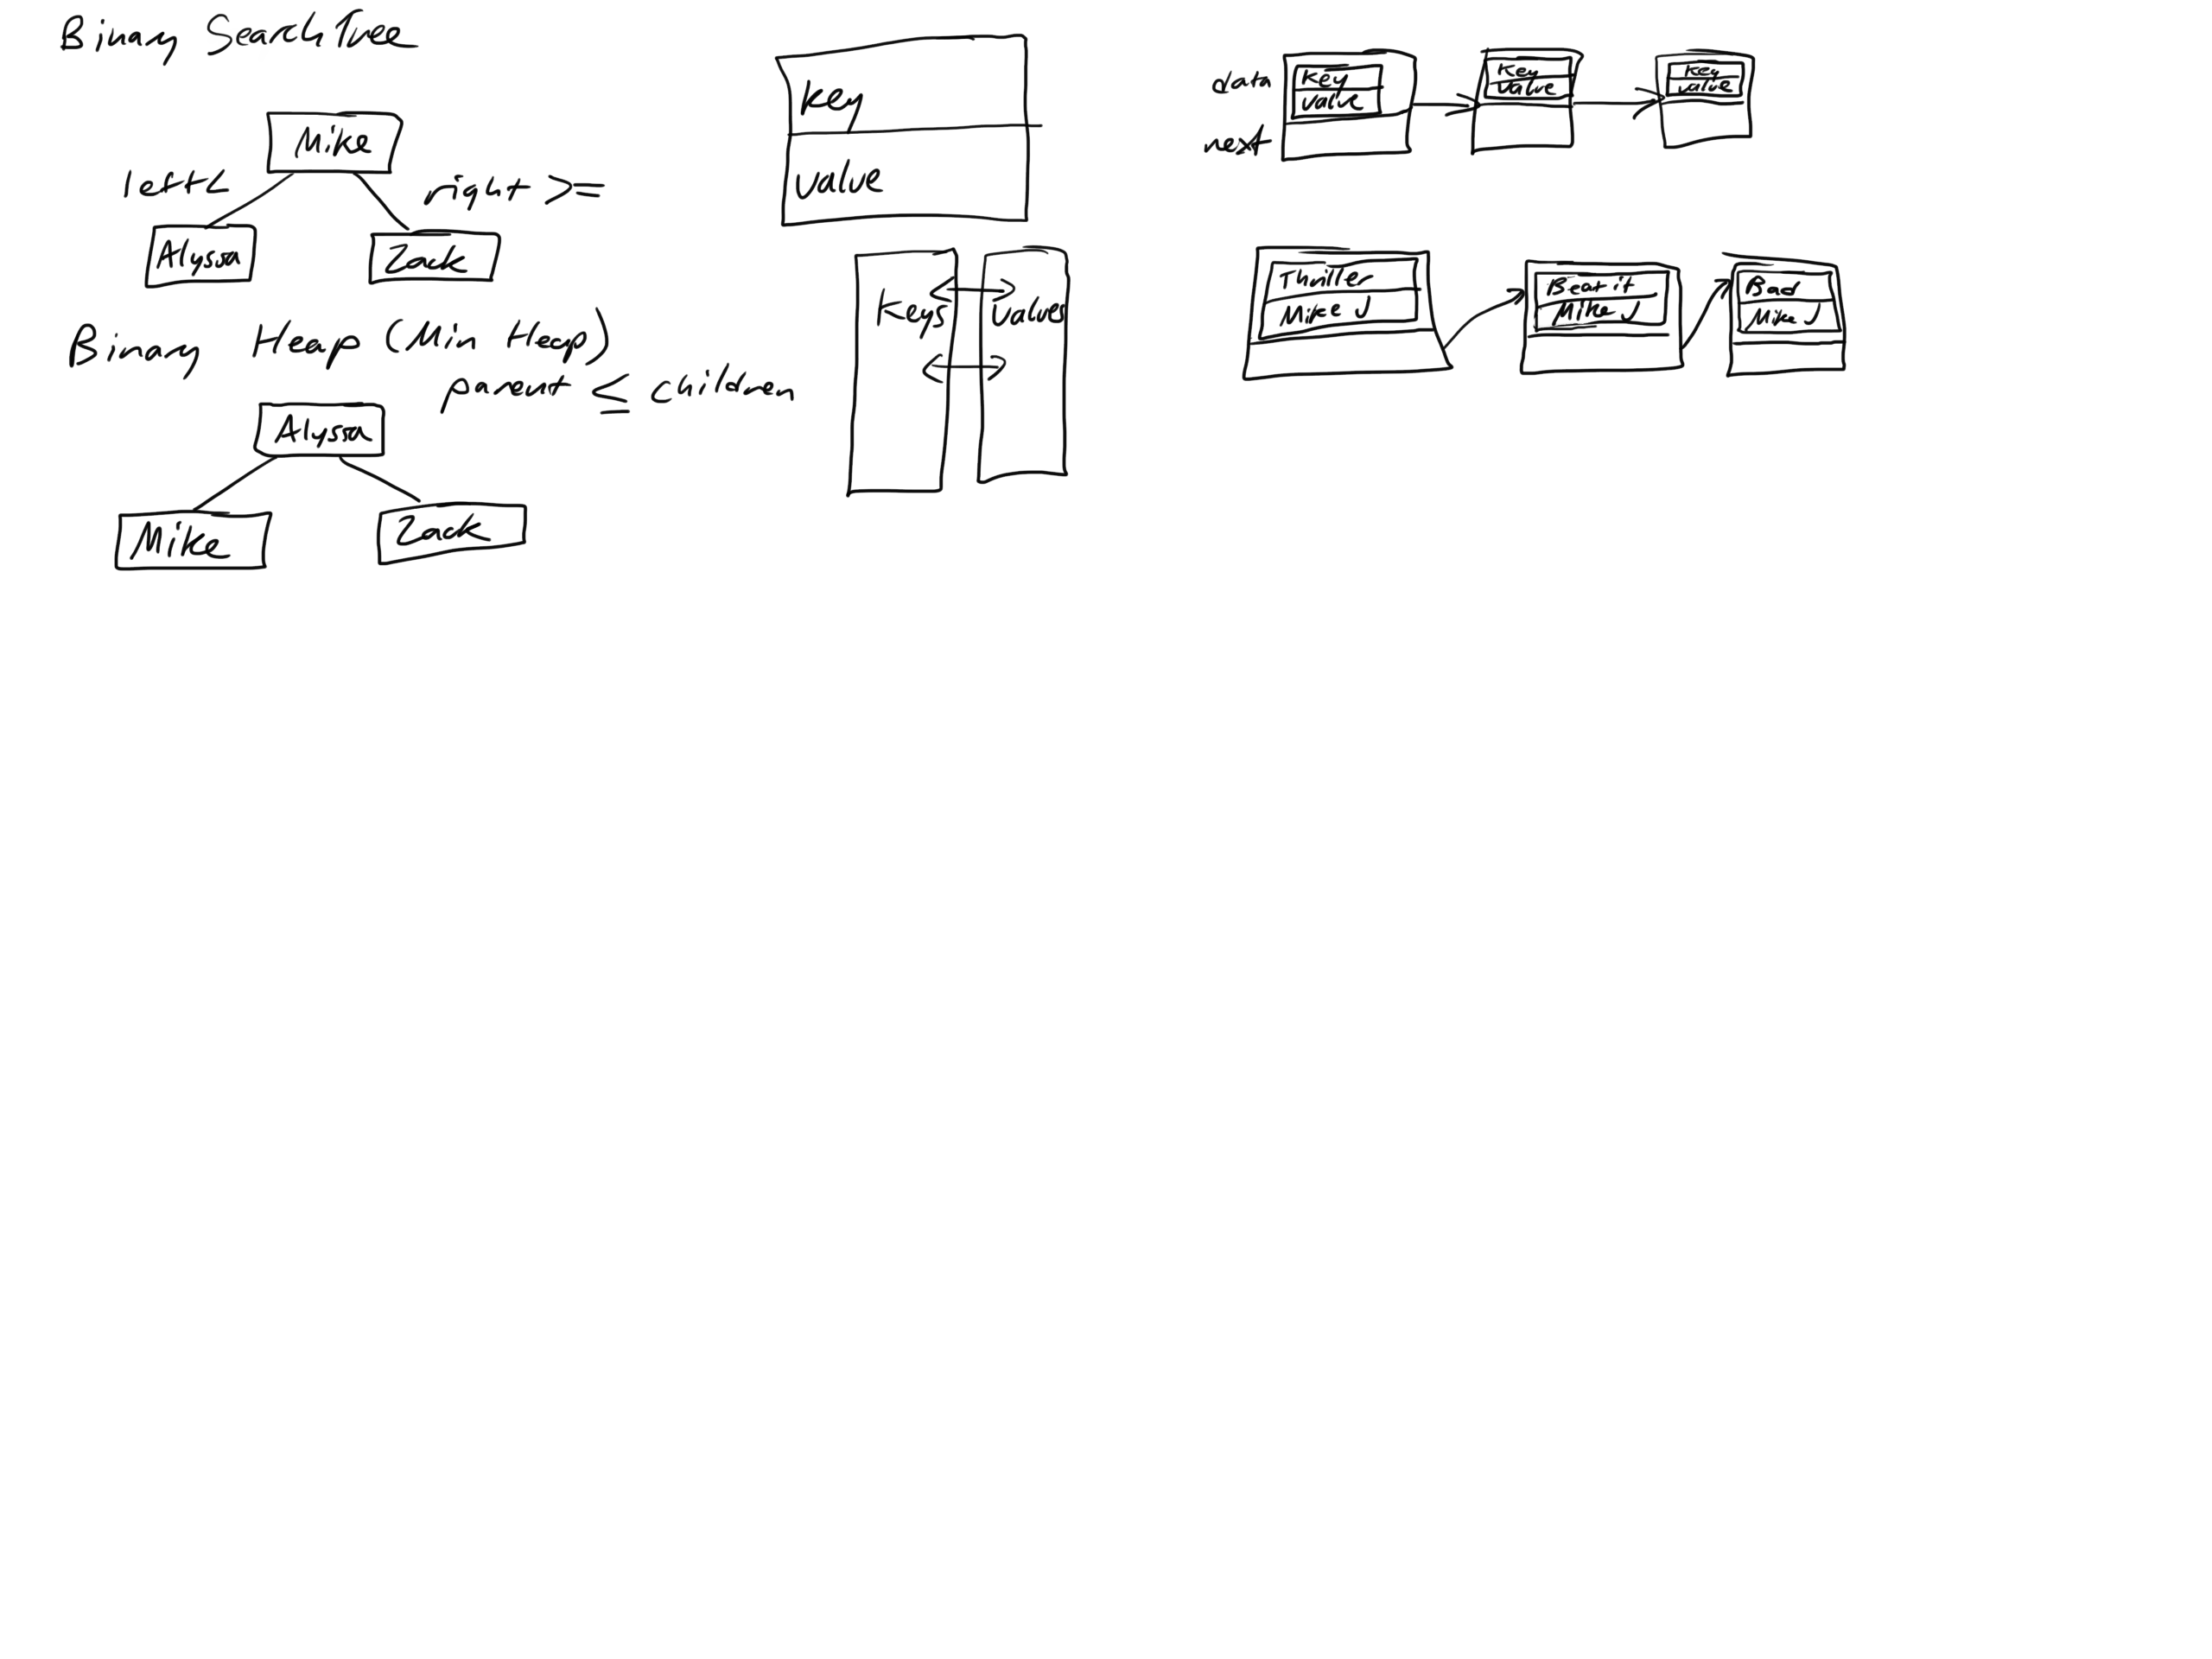 Binary Search Tree
Mike
left <
right >=
Alyssa
Zack
Binary Heap (Min Heap)
parent ≤ children
Alyssa
Mike
Zack
key
value
Keys
values
data
next
key
value
key
value
key
value
Thriller
Mike J
Beat it
Mike J
Bad
Mike J